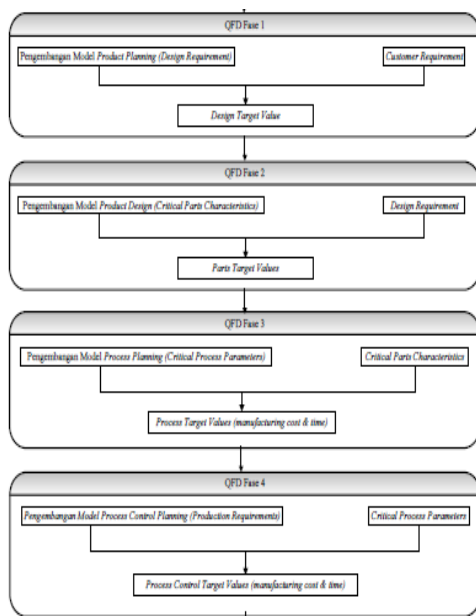 QFD Fase 1
Pengembangan Model Product Planning (Design Requirement)
Customer Requirement
Design Target Value
QFD Fase 2
Pengembangan Model Product Design (Critical Parts Characteristics)
Design Requirement
Parts Target Values
QFD Fase 3
Pengembangan Model Process Planning (Critical Process Parameters)
Critical Parts Characteristics
Process Target Values (manufacturing cost & time)
QFD Fase 4
Pengembangan Model Process Control Planning (Production Requirements)
Critical Process Parameters
Process Control Target Values (manufacturing cost & time)